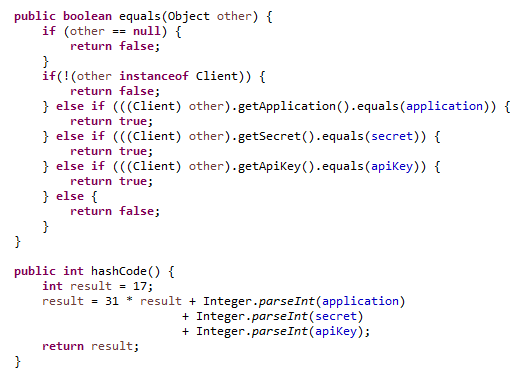 public boolean equals(Object other) {
    if (other == null) {
        return false;
    }
    if(!(other instanceof Client)) {
        return false;
    } else if (((Client) other).getApplication().equals(application)) {
        return true;
    } else if (((Client) other).getSecret().equals(secret)) {
        return true;
    } else if (((Client) other).getApiKey().equals(apiKey)) {
        return true;
    } else {
        return false;
    }
}

public int hashCode() {
    int result = 17;
    result = 31 * result + Integer.parseInt(application)
                        + Integer.parseInt(secret)
                        + Integer.parseInt(apiKey);
    return result;
}